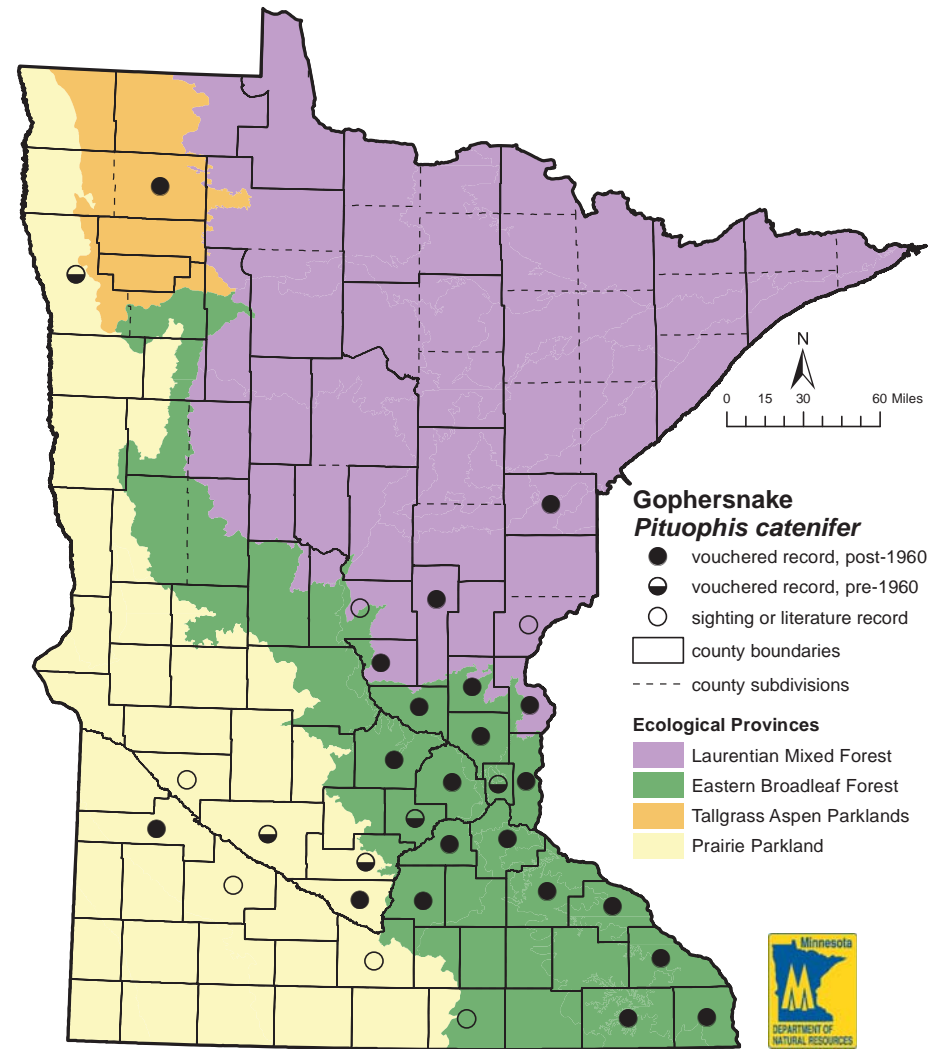 N
0 15 30 60 Miles
Gophersnake
Pituophis catenifer
vouchered record, post-1960
vouchered record, pre-1960
sighting or literature record
county boundaries
county subdivisions
Ecological Provinces
Laurentian Mixed Forest
Eastern Broadleaf Forest
Tallgrass Aspen Parklands
Prairie Parkland
Minnesota
M
DEPARTMENT OF
NATURAL RESOURCES